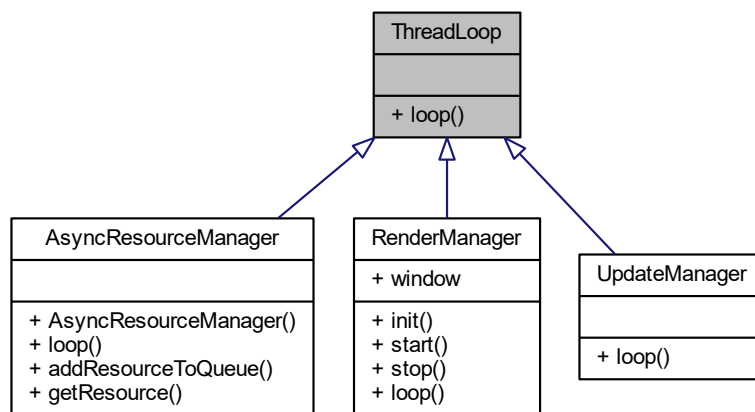 ThreadLoop
+ loop()
AsyncResourceManager
+ AsyncResourceManager()
+ loop()
+ addResourceToQueue()
+ getResource()
RenderManager
+ window
+ init()
+ start()
+ stop()
+ loop()
UpdateManager
+ loop()